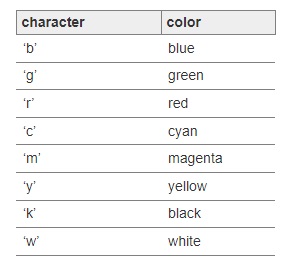 character color
‘b’ blue
‘g’ green
‘r’ red
‘c’ cyan
‘m’ magenta
‘y’ yellow
‘k’ black
‘w’ white